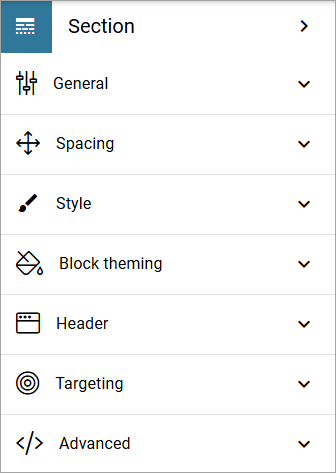 Section
General
Spacing
Style
Block theming
Header
Targeting
Advanced